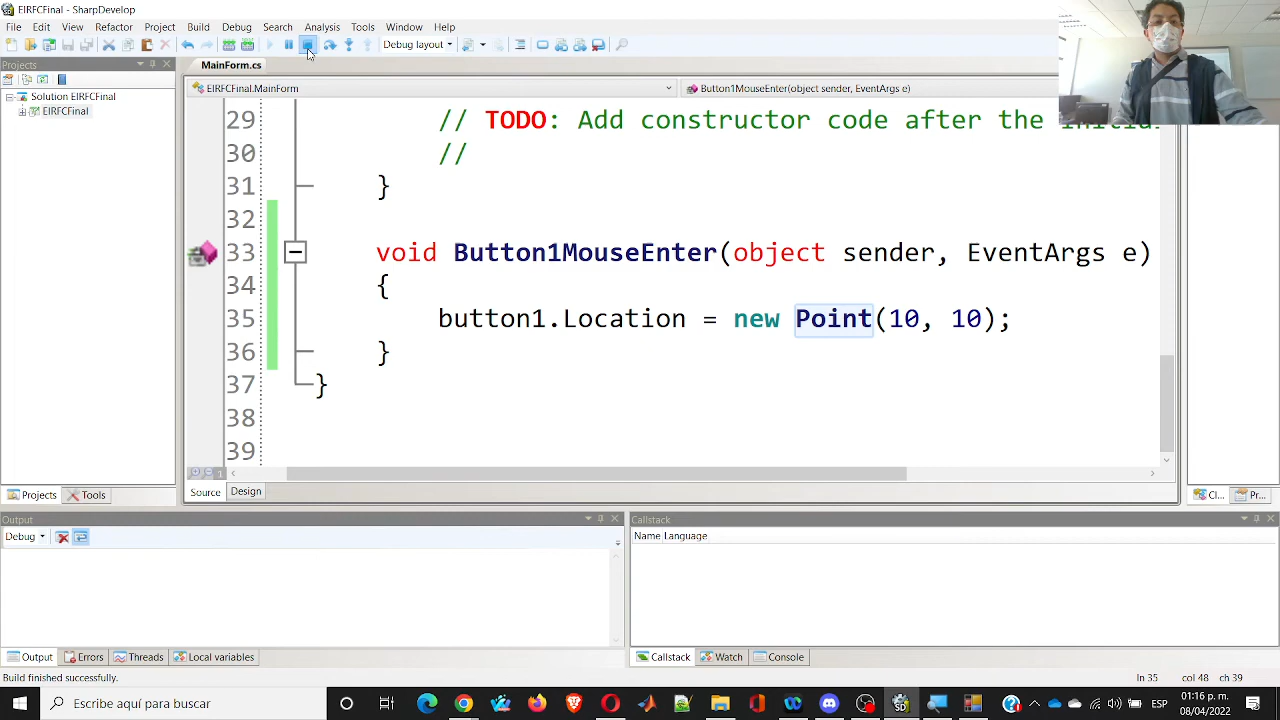 EIRFCFinal - SharpDevelop
File Edit View Refactor Project Build Debug Search Analysis Tools Window Help
Debug layout
Projects
MainForm.cs
EIRFCFinal.MainForm
Button1MouseEnter(object sender, EventArgs e)
Solution EIRFCFinal
EIRFCFinal
29 // TODO: Add constructor code after the
30 //
31 }
32
33 void Button1MouseEnter(object sender, EventArgs e)
34 {
35 button1.Location = new Point(10, 10);
36 }
37 }
38
39
Projects Tools
Source Design
Cl... Pr...
Output
Callstack
Debug
Name Language
Output Errors Threads Local variables
Callstack Watch Console
Build finished successfully.
ln 35 col 48 ch 39
Escribe aquí para buscar
ESP
01:16 p. m.
08/04/2022